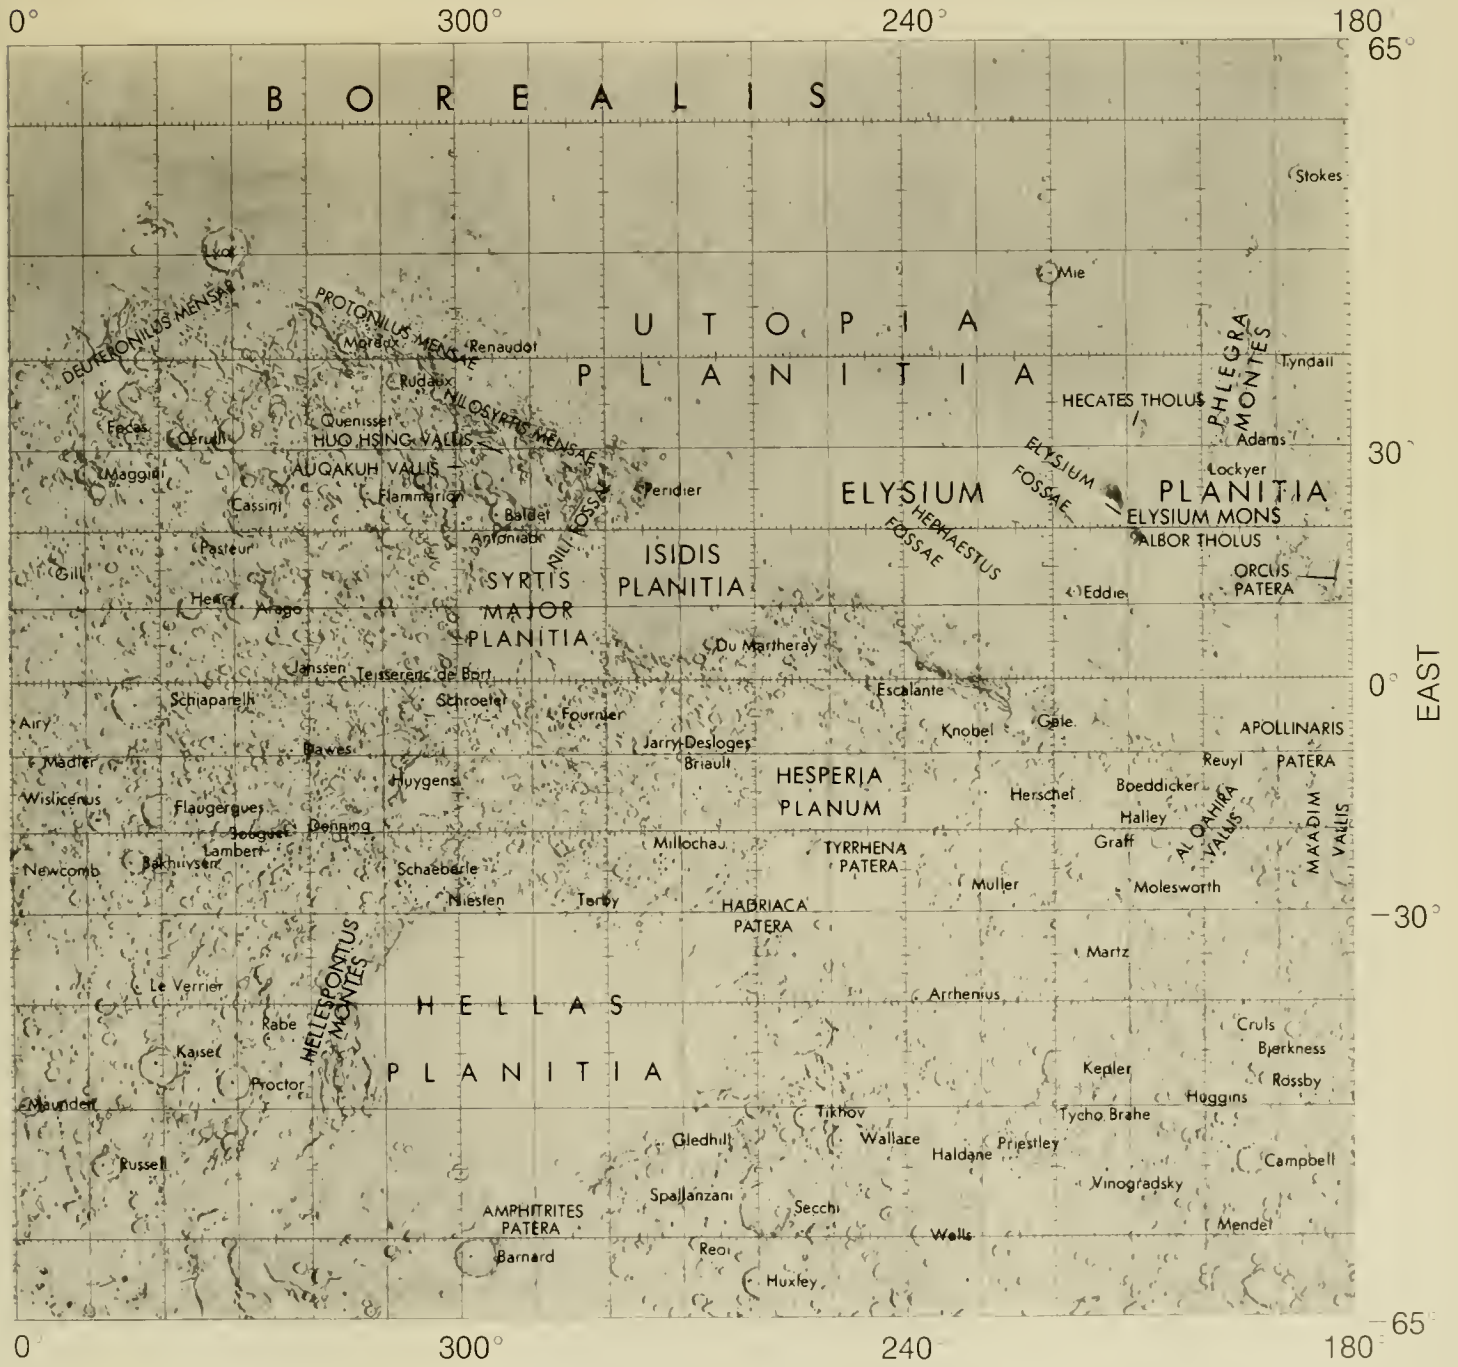 0° 300° 240° 180°
65°
B O R E A L I S
Stokes
Lyot
Mie
DEUTERONILUS MENSAE
PROTONILUS MENSAE
U T O P I A
Moreux
Renaudot
PHLEGRA
MONTES
Tyndall
P L A N I T I A
Rudaux
HECATES THOLUS
NILOSYRTIS MENSAE
Quenisset
Focas
Cerulli
HUO HSING VALLIS
Adams
ELYSIUM
FOSSAE
30°
AUQAKUH VALLIS
Maggini
Lockyer
Flammarion
Peridier
ELYSIUM PLANITIA
Cassini
Baldet
NILI FOSSAE
HEPHAESTUS
FOSSAE
ELYSIUM MONS
Antoniadi
ALBOR THOLUS
Pasteur
ISIDIS
PLANITIA
Gill
SYRTIS
MAJOR
PLANITIA
ORCUS
PATERA
Henry
Arago
Eddie
Du Martheray
Janssen
Teisserenc de Bort
0°
EAST
Escalante
Schiaparelli
Schroeter
Fournier
Airy
Knobel
Gale
APOLLINARIS
PATERA
Jarry-Desloges
Dawes
Madler
Briault
Reuyl
Huygens
HESPERIA
PLANUM
Boeddicker
Herschel
Wislicenus
Flaugergues
Halley
AL QAHIRA
VALLIS
MA'ADIM
VALLIS
Denning
Bouguer
Lambert
Millochau
TYRRHENA
PATERA
Graff
Bakhuysen
Newcomb
Schaeberle
Muller
Molesworth
Niesten
Terby
HADRIACA
PATERA
-30°
HELLESPONTUS
MONTES
Martz
Le Verrier
H E L L A S
Arrhenius
Rabe
Cruls
Bjerkness
Kaiser
P L A N I T I A
Kepler
Rossby
Proctor
Huggins
Maunder
Tikhov
Tycho Brahe
Gledhill
Wallace
Priestley
Haldane
Russell
Campbell
Vinogradsky
Spallanzani
Secchi
AMPHITRITES
PATERA
Mendel
Wells
Barnard
Huxley
-65°
0° 300° 240° 180°